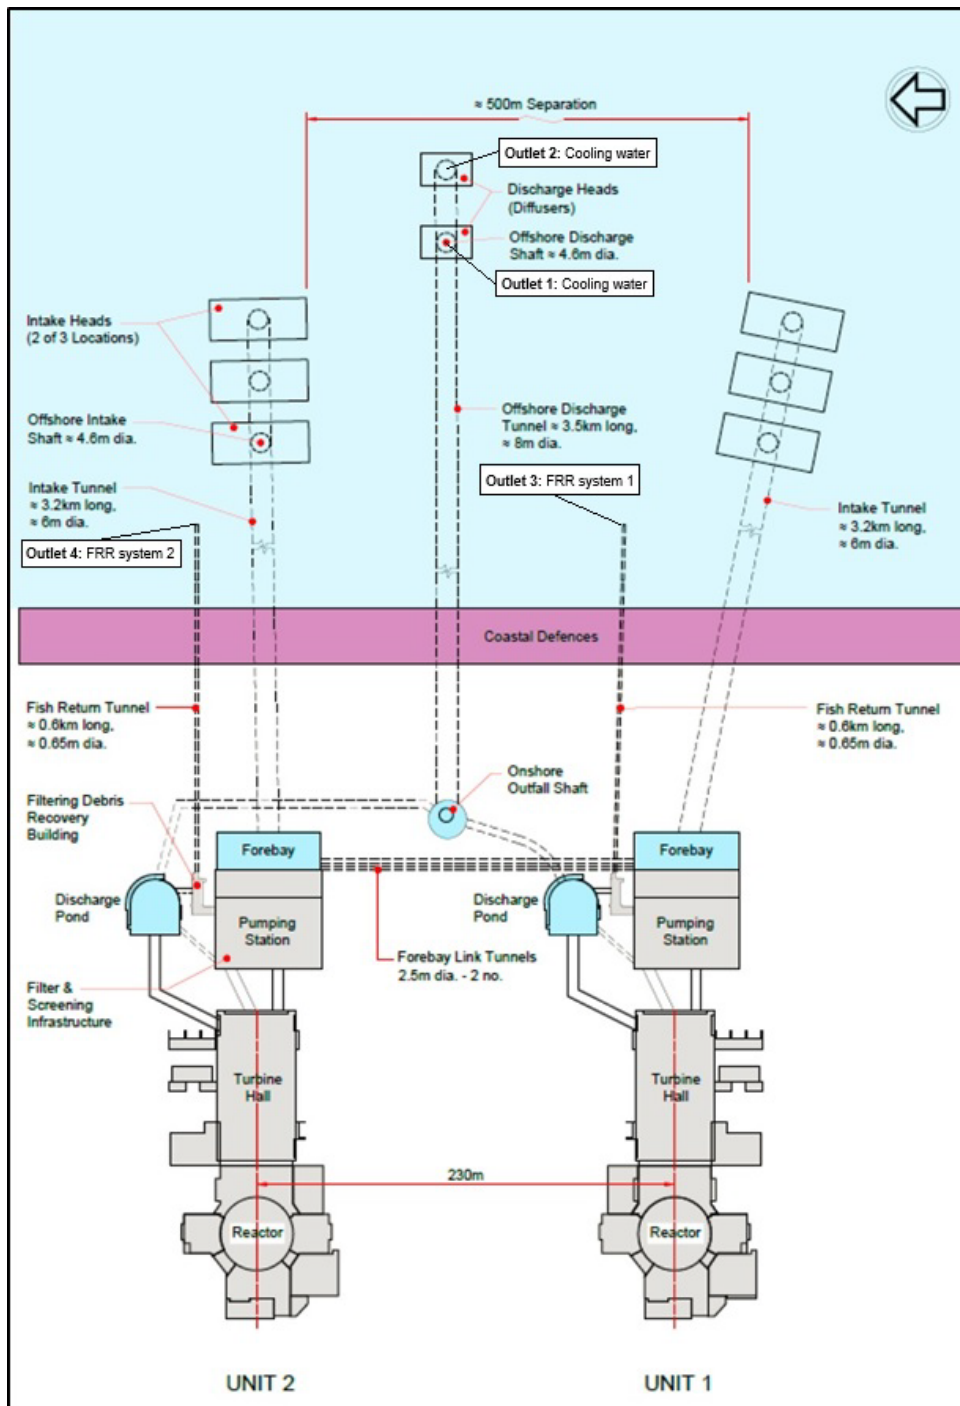 ≈ 500m Separation
Outlet 2: Cooling water
Discharge Heads
(Diffusers)
Offshore Discharge
Shaft ≈ 4.6m dia.
Outlet 1: Cooling water
Intake Heads
(2 of 3 Locations)
Offshore Intake
Shaft ≈ 4.6m dia.
Offshore Discharge
Tunnel ≈ 3.5km long,
≈ 8m dia.
Outlet 3: FRR system 1
Intake Tunnel
≈ 3.2km long,
≈ 6m dia.
Intake Tunnel
≈ 3.2km long,
≈ 6m dia.
Outlet 4: FRR system 2
Coastal Defences
Fish Return Tunnel
≈ 0.6km long,
≈ 0.65m dia.
Fish Return Tunnel
≈ 0.6km long,
≈ 0.65m dia.
Onshore
Outfall Shaft
Filtering Debris
Recovery
Building
Forebay
Forebay
Discharge
Pond
Pumping
Station
Discharge
Pond
Pumping
Station
Forebay Link Tunnels
2.5m dia. - 2 no.
Filter &
Screening
Infrastructure
Turbine
Hall
Turbine
Hall
230m
Reactor
Reactor
UNIT 2
UNIT 1